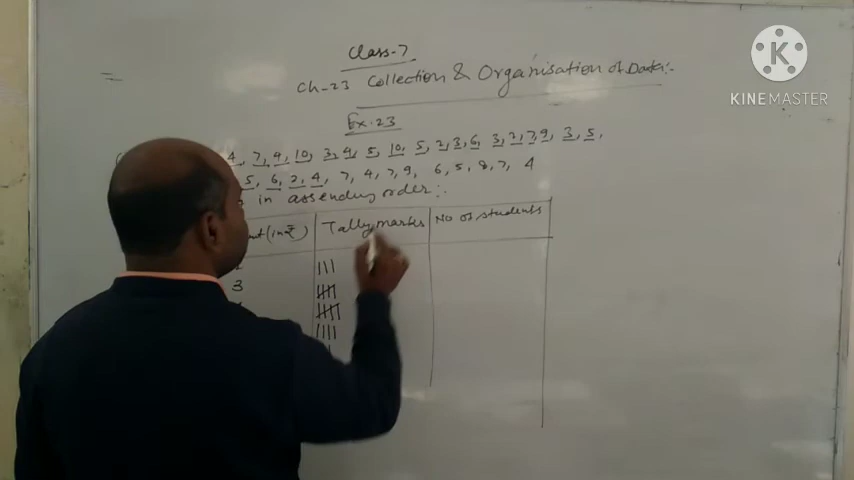 Class-7
Ch-23 Collection & Organisation of Data:-
Ex.23
4, 7, 9, 10, 3, 4, 5, 10, 5, 2, 3, 6, 3, 2, 7, 9, 3, 5,
5, 6, 2, 4, 7, 4, 7, 9, 6, 5, 8, 7, 4
in assending order:-
(in ₹) Tally marks No of students
3
K
KINEMASTER